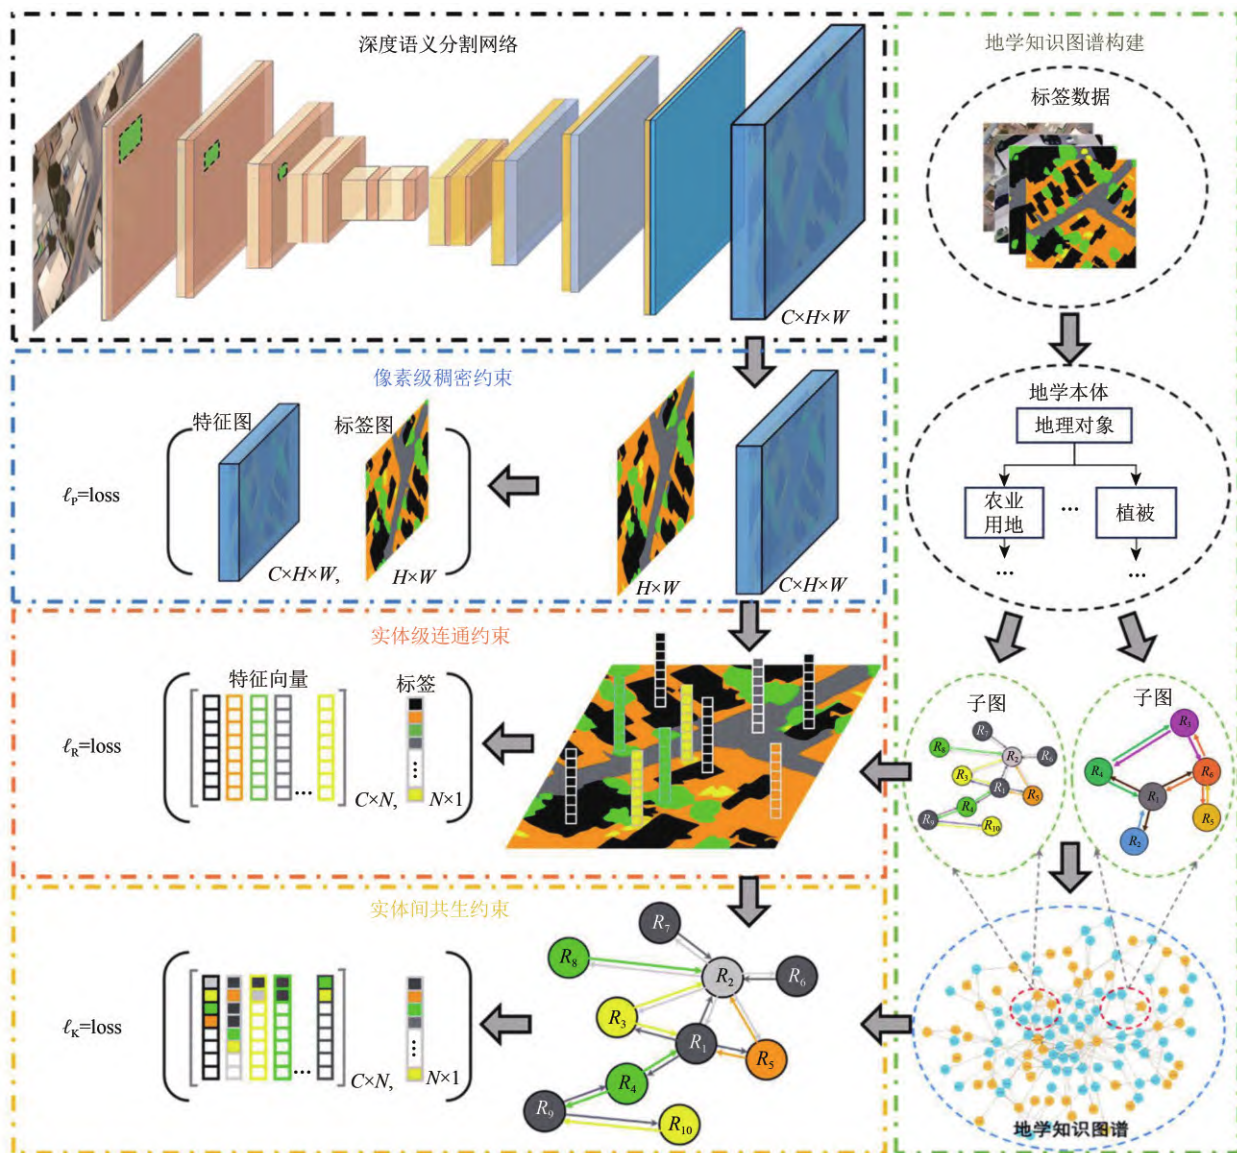 深度语义分割网络
C×H×W
像素级稠密约束
特征图
标签图
ℓP=loss
C×H×W,
H×W
H×W
C×H×W
实体级连通约束
特征向量
标签
ℓR=loss
...
C×N,
N×1
实体间共生约束
ℓK=loss
...
C×N,
N×1
R7
R8
R2
R6
R3
R1
R5
R4
R9
R10
地学知识图谱构建
标签数据
地学本体
地理对象
农业
用地
...
植被
...
...
子图
R7
R8
R2
R6
R3
R1
R5
R4
R9
R10
子图
R3
R4
R6
R1
R5
R2
地学知识图谱